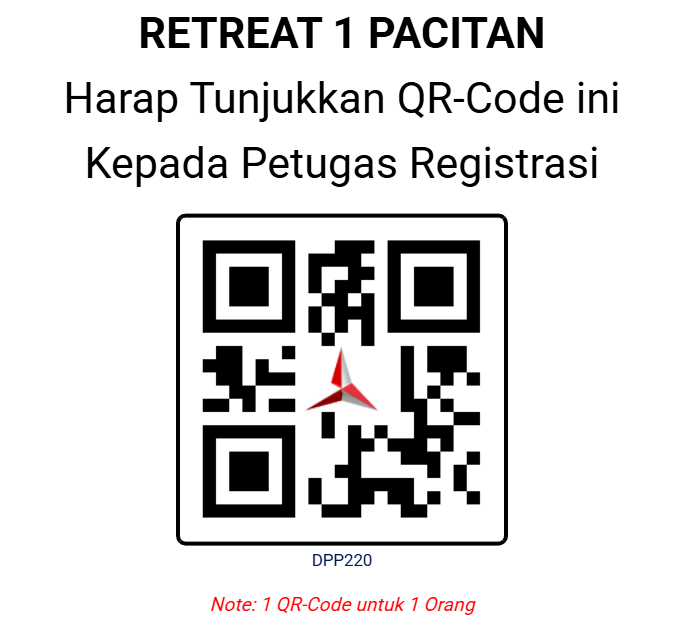 RETREAT 1 PACITAN
Harap Tunjukkan QR-Code ini
Kepada Petugas Registrasi
DPP220
Note: 1 QR-Code untuk 1 Orang